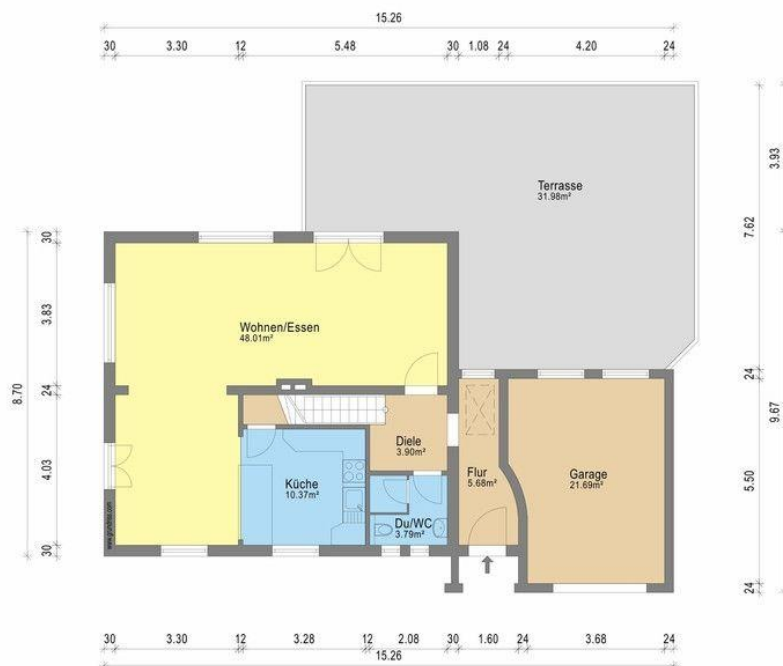 15.26
30 3.30 12 5.48 30 1.08 24 4.20 24
Terrasse
31.98m²
3.93
7.62
30
3.83
24
4.03
30
8.70
Wohnen/Essen
48.01m²
24
9.67
5.50
24
Diele
3.90m²
Küche
10.37m²
Flur
5.68m²
Garage
21.69m²
Du/WC
3.79m²
30 3.30 12 3.28 12 2.08 30 1.60 24 3.68 24
15.26